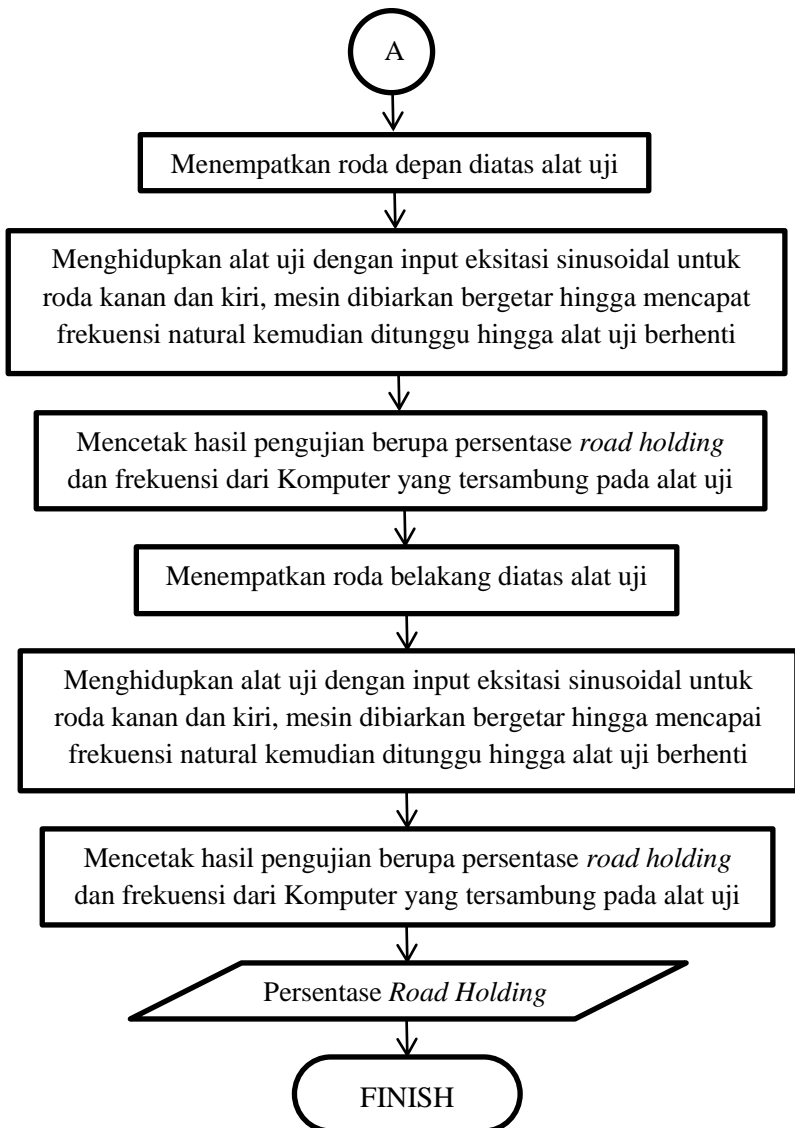 A
Menempatkan roda depan diatas alat uji
Menghidupkan alat uji dengan input eksitasi sinusoidal untuk
roda kanan dan kiri, mesin dibiarkan bergetar hingga mencapat
frekuensi natural kemudian ditunggu hingga alat uji berhenti
Mencetak hasil pengujian berupa persentase road holding
dan frekuensi dari Komputer yang tersambung pada alat uji
Menempatkan roda belakang diatas alat uji
Menghidupkan alat uji dengan input eksitasi sinusoidal untuk
roda kanan dan kiri, mesin dibiarkan bergetar hingga mencapai
frekuensi natural kemudian ditunggu hingga alat uji berhenti
Mencetak hasil pengujian berupa persentase road holding
dan frekuensi dari Komputer yang tersambung pada alat uji
Persentase Road Holding
FINISH